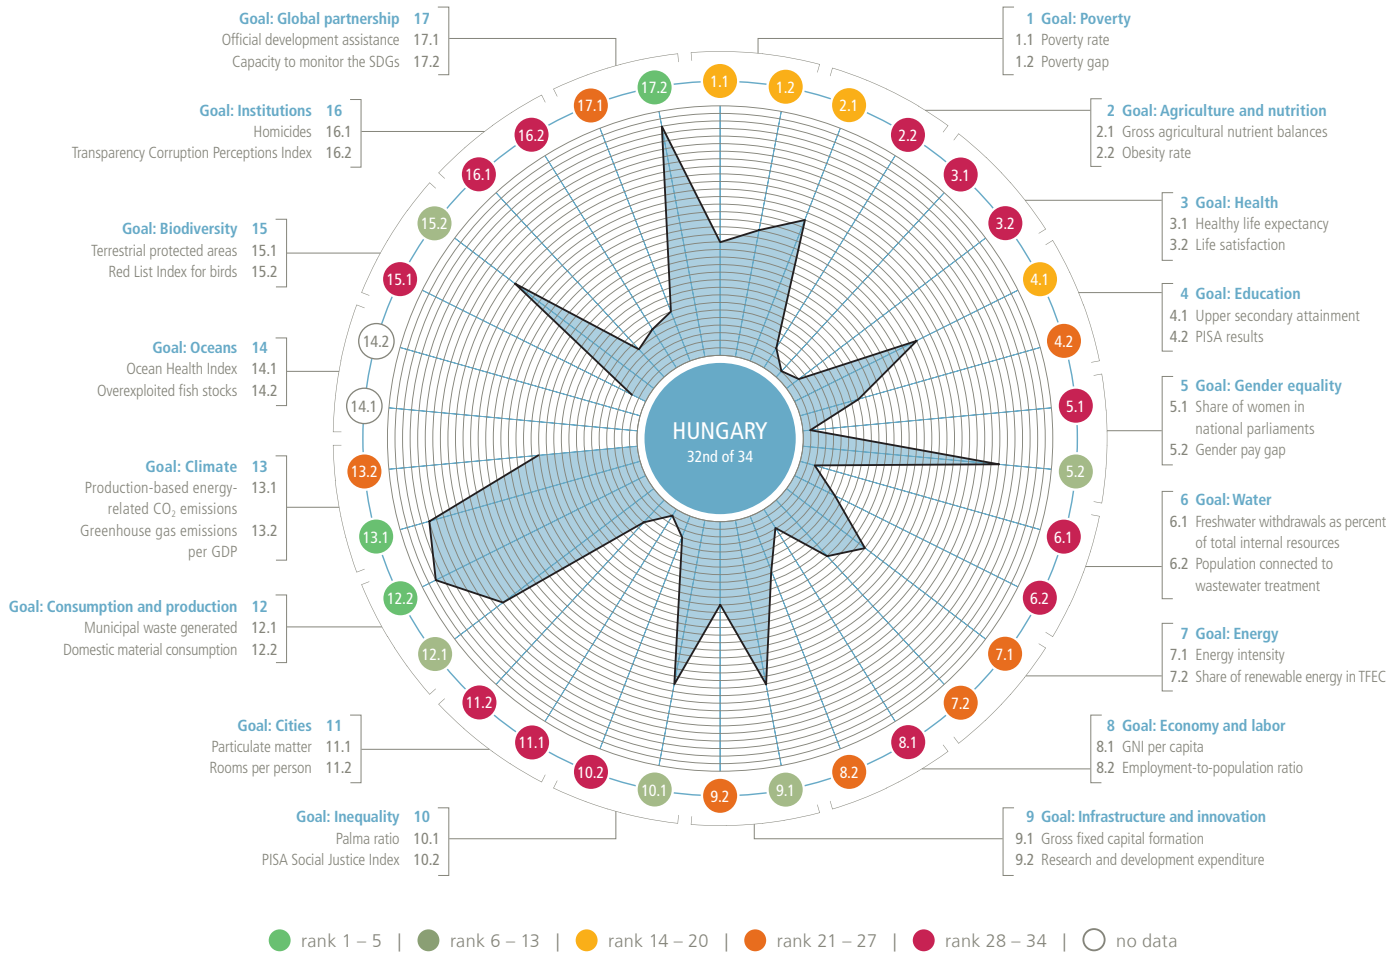 Goal: Global partnership 17
Official development assistance 17.1
Capacity to monitor the SDGs 17.2
Goal: Institutions 16
Homicides 16.1
Transparency Corruption Perceptions Index 16.2
Goal: Biodiversity 15
Terrestrial protected areas 15.1
Red List Index for birds 15.2
Goal: Oceans 14
Ocean Health Index 14.1
Overexploited fish stocks 14.2
Goal: Climate 13
Production-based energy- 13.1
related CO₂ emissions
Greenhouse gas emissions 13.2
per GDP
Goal: Consumption and production 12
Municipal waste generated 12.1
Domestic material consumption 12.2
Goal: Cities 11
Particulate matter 11.1
Rooms per person 11.2
Goal: Inequality 10
Palma ratio 10.1
PISA Social Justice Index 10.2
1 Goal: Poverty
1.1 Poverty rate
1.2 Poverty gap
2 Goal: Agriculture and nutrition
2.1 Gross agricultural nutrient balances
2.2 Obesity rate
3 Goal: Health
3.1 Healthy life expectancy
3.2 Life satisfaction
4 Goal: Education
4.1 Upper secondary attainment
4.2 PISA results
5 Goal: Gender equality
5.1 Share of women in
national parliaments
5.2 Gender pay gap
6 Goal: Water
6.1 Freshwater withdrawals as percent
of total internal resources
6.2 Population connected to
wastewater treatment
7 Goal: Energy
7.1 Energy intensity
7.2 Share of renewable energy in TFEC
8 Goal: Economy and labor
8.1 GNI per capita
8.2 Employment-to-population ratio
9 Goal: Infrastructure and innovation
9.1 Gross fixed capital formation
9.2 Research and development expenditure
1.1
1.2
2.1
2.2
3.1
3.2
4.1
4.2
5.1
5.2
6.1
6.2
7.1
7.2
8.1
8.2
9.1
9.2
10.1
10.2
11.1
11.2
12.1
12.2
13.1
13.2
14.1
14.2
15.1
15.2
16.1
16.2
17.1
17.2
HUNGARY
32nd of 34
rank 1 – 5 | rank 6 – 13 | rank 14 – 20 | rank 21 – 27 | rank 28 – 34 | no data